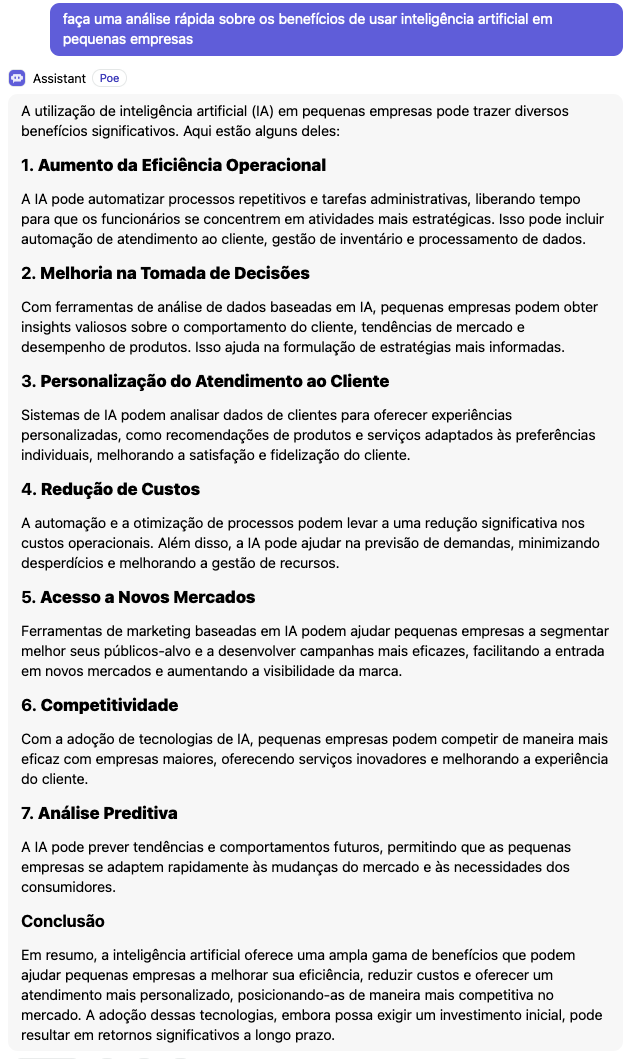 faça uma análise rápida sobre os benefícios de usar inteligência artificial em
pequenas empresas
Assistant Poe
A utilização de inteligência artificial (IA) em pequenas empresas pode trazer diversos
benefícios significativos. Aqui estão alguns deles:
1. Aumento da Eficiência Operacional
A IA pode automatizar processos repetitivos e tarefas administrativas, liberando tempo
para que os funcionários se concentrem em atividades mais estratégicas. Isso pode incluir
automação de atendimento ao cliente, gestão de inventário e processamento de dados.
2. Melhoria na Tomada de Decisões
Com ferramentas de análise de dados baseadas em IA, pequenas empresas podem obter
insights valiosos sobre o comportamento do cliente, tendências de mercado e
desempenho de produtos. Isso ajuda na formulação de estratégias mais informadas.
3. Personalização do Atendimento ao Cliente
Sistemas de IA podem analisar dados de clientes para oferecer experiências
personalizadas, como recomendações de produtos e serviços adaptados às preferências
individuais, melhorando a satisfação e fidelização do cliente.
4. Redução de Custos
A automação e a otimização de processos podem levar a uma redução significativa nos
custos operacionais. Além disso, a IA pode ajudar na previsão de demandas, minimizando
desperdícios e melhorando a gestão de recursos.
5. Acesso a Novos Mercados
Ferramentas de marketing baseadas em IA podem ajudar pequenas empresas a segmentar
melhor seus públicos-alvo e a desenvolver campanhas mais eficazes, facilitando a entrada
em novos mercados e aumentando a visibilidade da marca.
6. Competitividade
Com a adoção de tecnologias de IA, pequenas empresas podem competir de maneira mais
eficaz com empresas maiores, oferecendo serviços inovadores e melhorando a experiência
do cliente.
7. Análise Preditiva
A IA pode prever tendências e comportamentos futuros, permitindo que as pequenas
empresas se adaptem rapidamente às mudanças do mercado e às necessidades dos
consumidores.
Conclusão
Em resumo, a inteligência artificial oferece uma ampla gama de benefícios que podem
ajudar pequenas empresas a melhorar sua eficiência, reduzir custos e oferecer um
atendimento mais personalizado, posicionando-as de maneira mais competitiva no
mercado. A adoção dessas tecnologias, embora possa exigir um investimento inicial, pode
resultar em retornos significativos a longo prazo.